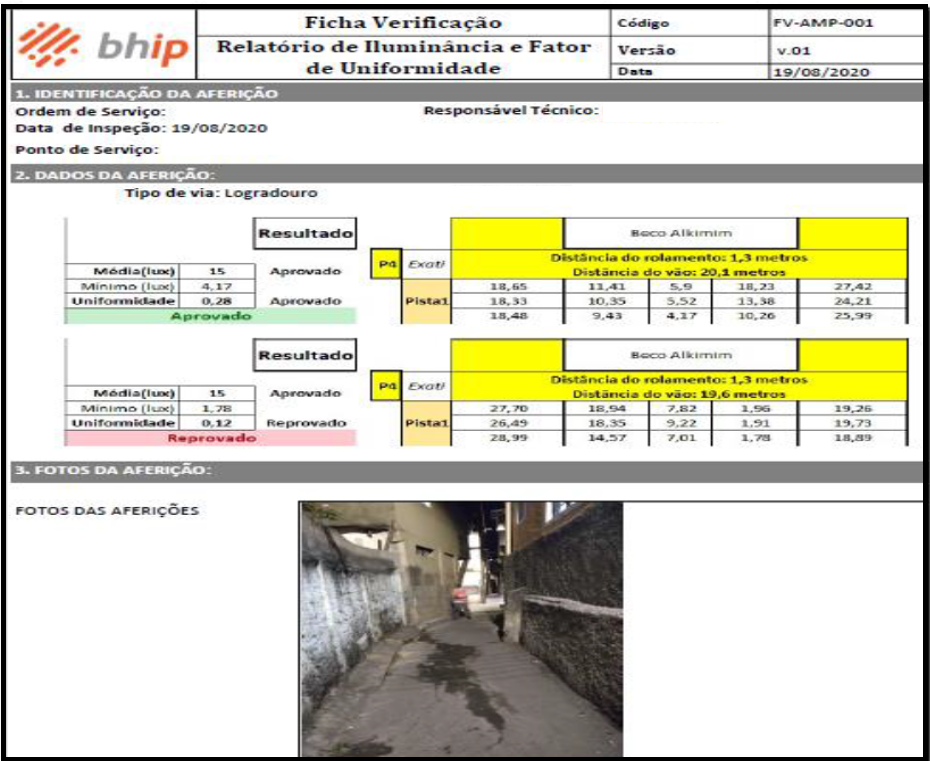 bhip
Ficha Verificação
Relatório de Iluminância e Fator
de Uniformidade
Código FV-AMP-001
Versão v.01
Data 19/08/2020
1. IDENTIFICAÇÃO DA AFERIÇÃO
Ordem de Serviço: Responsável Técnico:
Data de Inspeção: 19/08/2020
Ponto de Serviço:
2. DADOS DA AFERIÇÃO:
Tipo de via: Logradouro
Resultado Beco Alkimim
P4 Exati Distância do rolamento: 1,3 metros
Média(lux) 15 Aprovado Distância do vão: 20,1 metros
Mínimo (lux) 4,17 18,65 11,41 5,9 18,23 27,42
Uniformidade 0,28 Aprovado Pista1 18,33 10,35 5,52 13,38 24,21
Aprovado 18,48 9,43 4,17 10,26 25,99
Resultado Beco Alkimim
P4 Exati Distância do rolamento: 1,3 metros
Média(lux) 15 Aprovado Distância do vão: 19,6 metros
Mínimo (lux) 1,78 27,70 18,94 7,82 1,96 19,26
Uniformidade 0,12 Reprovado Pista1 26,49 18,35 9,22 1,91 19,73
Reprovado 28,99 14,57 7,01 1,78 18,89
3. FOTOS DA AFERIÇÃO:
FOTOS DAS AFERIÇÕES